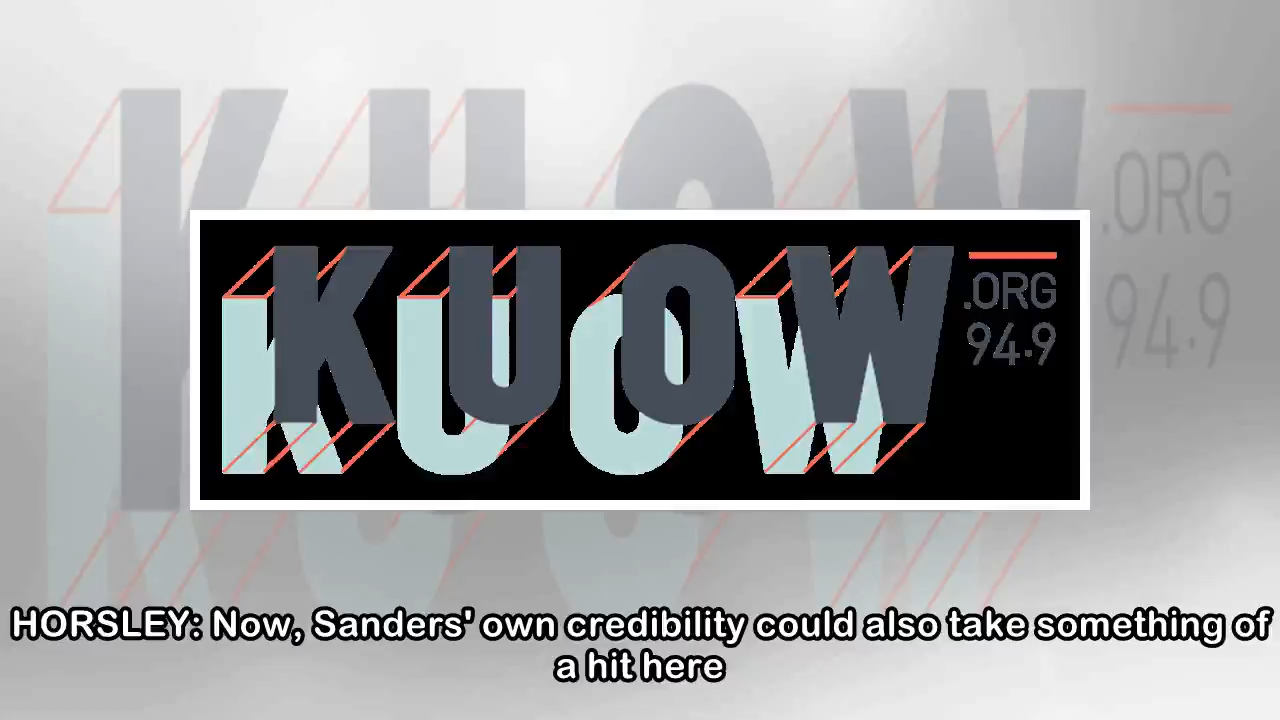 KUOW
.ORG
94.9
KUOW
.ORG
94.9
HORSLEY: Now, Sanders' own credibility could also take something of
a hit here